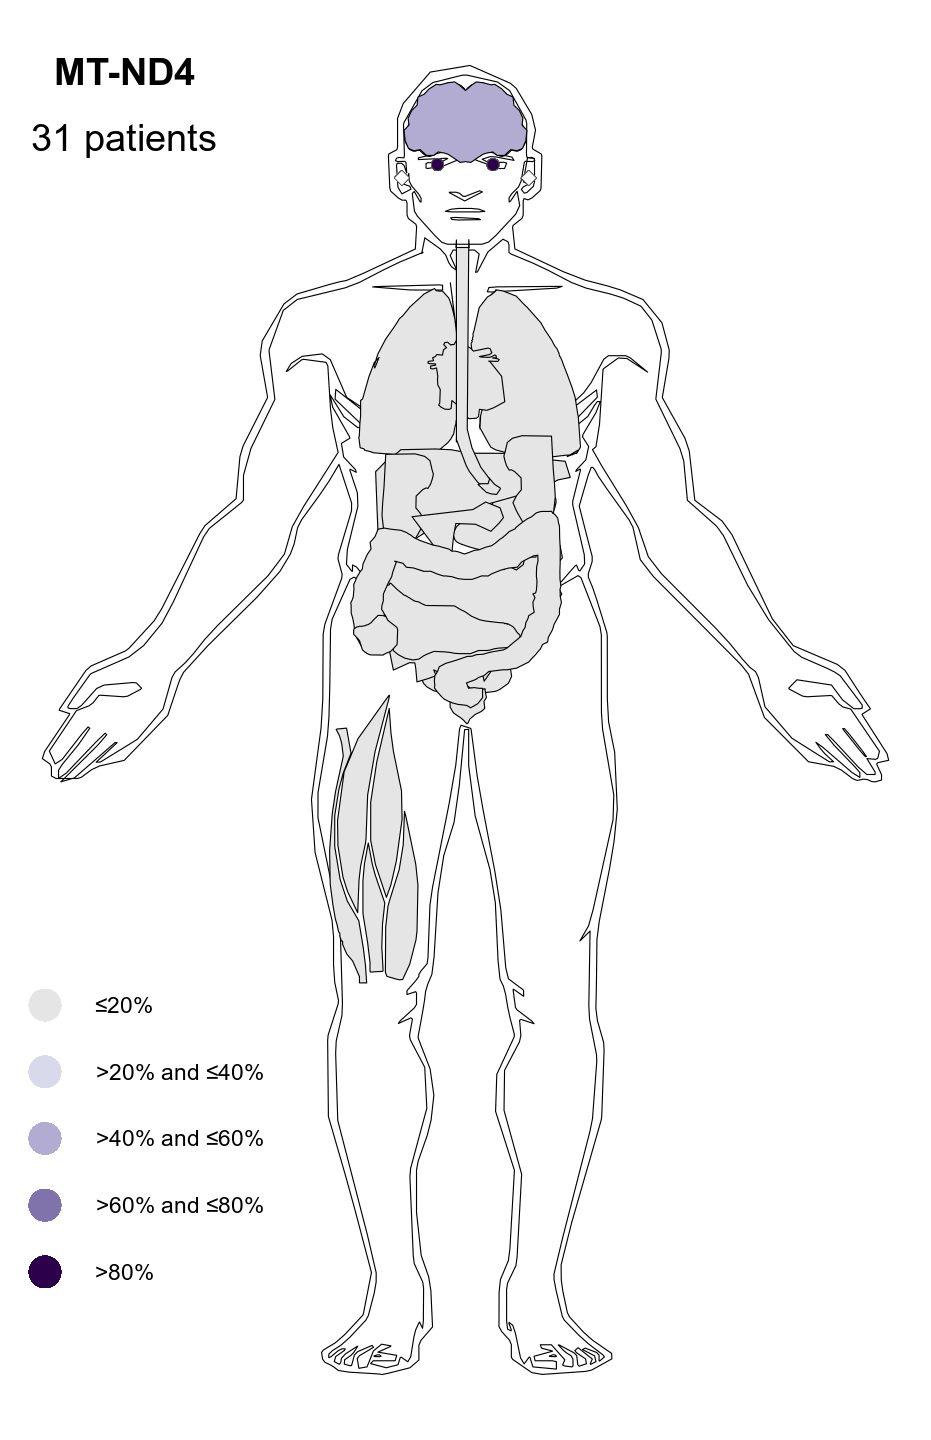 MT-ND4
31 patients
≤20%
>20% and ≤40%
>40% and ≤60%
>60% and ≤80%
>80%